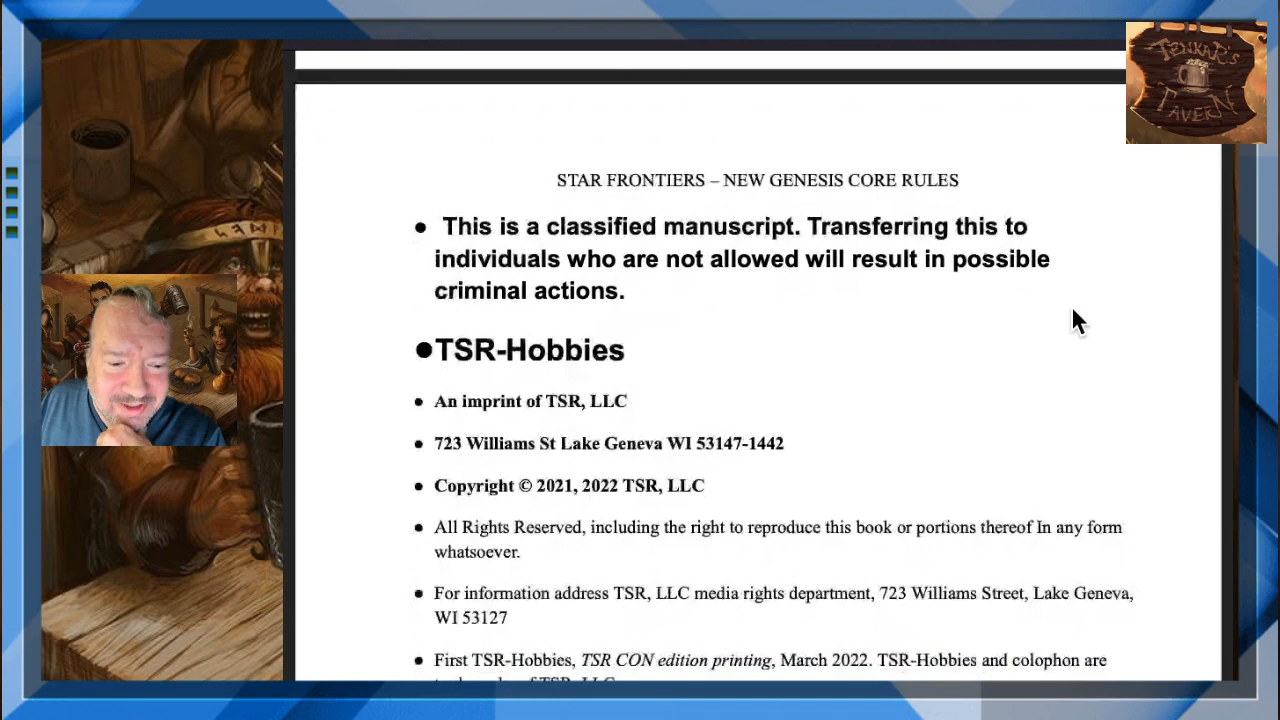 TENKAR'S
TAVERN
STAR FRONTIERS – NEW GENESIS CORE RULES
● This is a classified manuscript. Transferring this to
individuals who are not allowed will result in possible
criminal actions.
●TSR-Hobbies
● An imprint of TSR, LLC
● 723 Williams St Lake Geneva WI 53147-1442
● Copyright © 2021, 2022 TSR, LLC
● All Rights Reserved, including the right to reproduce this book or portions thereof In any form
whatsoever.
● For information address TSR, LLC media rights department, 723 Williams Street, Lake Geneva,
WI 53127
● First TSR-Hobbies, TSR CON edition printing, March 2022. TSR-Hobbies and colophon are